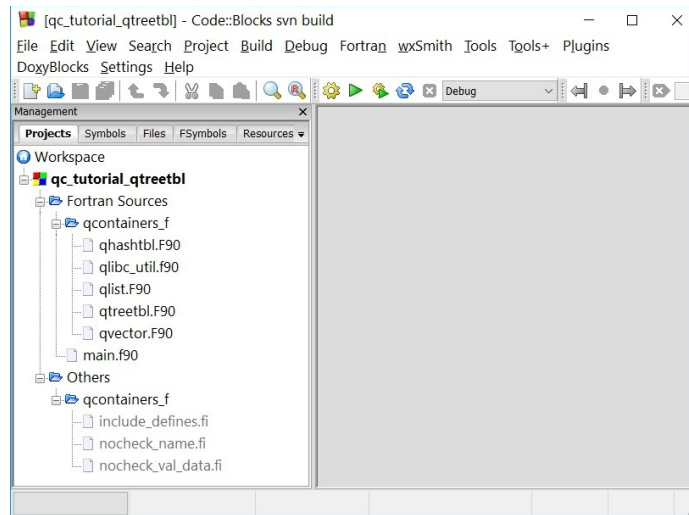 [qc_tutorial_qtreetbl] - Code::Blocks svn build
File Edit View Search Project Build Debug Fortran wxSmith Tools Tools+ Plugins
DoxyBlocks Settings Help
Debug
Management
Projects Symbols Files FSymbols Resources
Workspace
qc_tutorial_qtreetbl
Fortran Sources
qcontainers_f
qhashtbl.F90
qlibc_util.f90
qlist.F90
qtreetbl.F90
qvector.F90
main.f90
Others
qcontainers_f
include_defines.fi
nocheck_name.fi
nocheck_val_data.fi